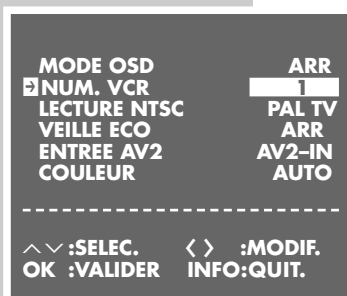 MODE OSD ARR
NUM. VCR 1
LECTURE NTSC PAL TV
VEILLE ECO ARR
ENTREE AV2 AV2–IN
COULEUR AUTO
:SELEC. :MODIF.
OK :VALIDER INFO:QUIT.